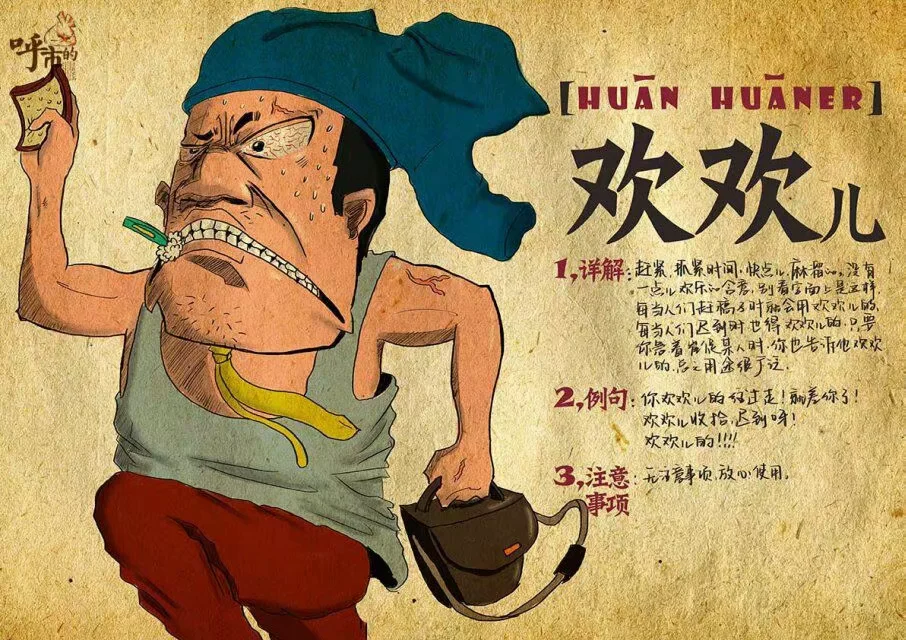 呼市的
[HUĀN HUĀNER]
欢欢儿
1,详解:赶紧,抓紧时间,快点儿,麻溜的,没有
一点儿欢乐的含意,别看字面上是这样,
每当人们赶稿子时就会用欢欢儿的,
每当人们迟到时也得欢欢儿的,只要
你急着催促某人时,你也告诉他欢欢
儿的,总之用途很广泛.
2,例句:你欢欢儿的往过走!就差你了!
欢欢儿收拾,迟到呀!
欢欢儿的!!!!
3,注意:无注意事项,放心使用。
事项